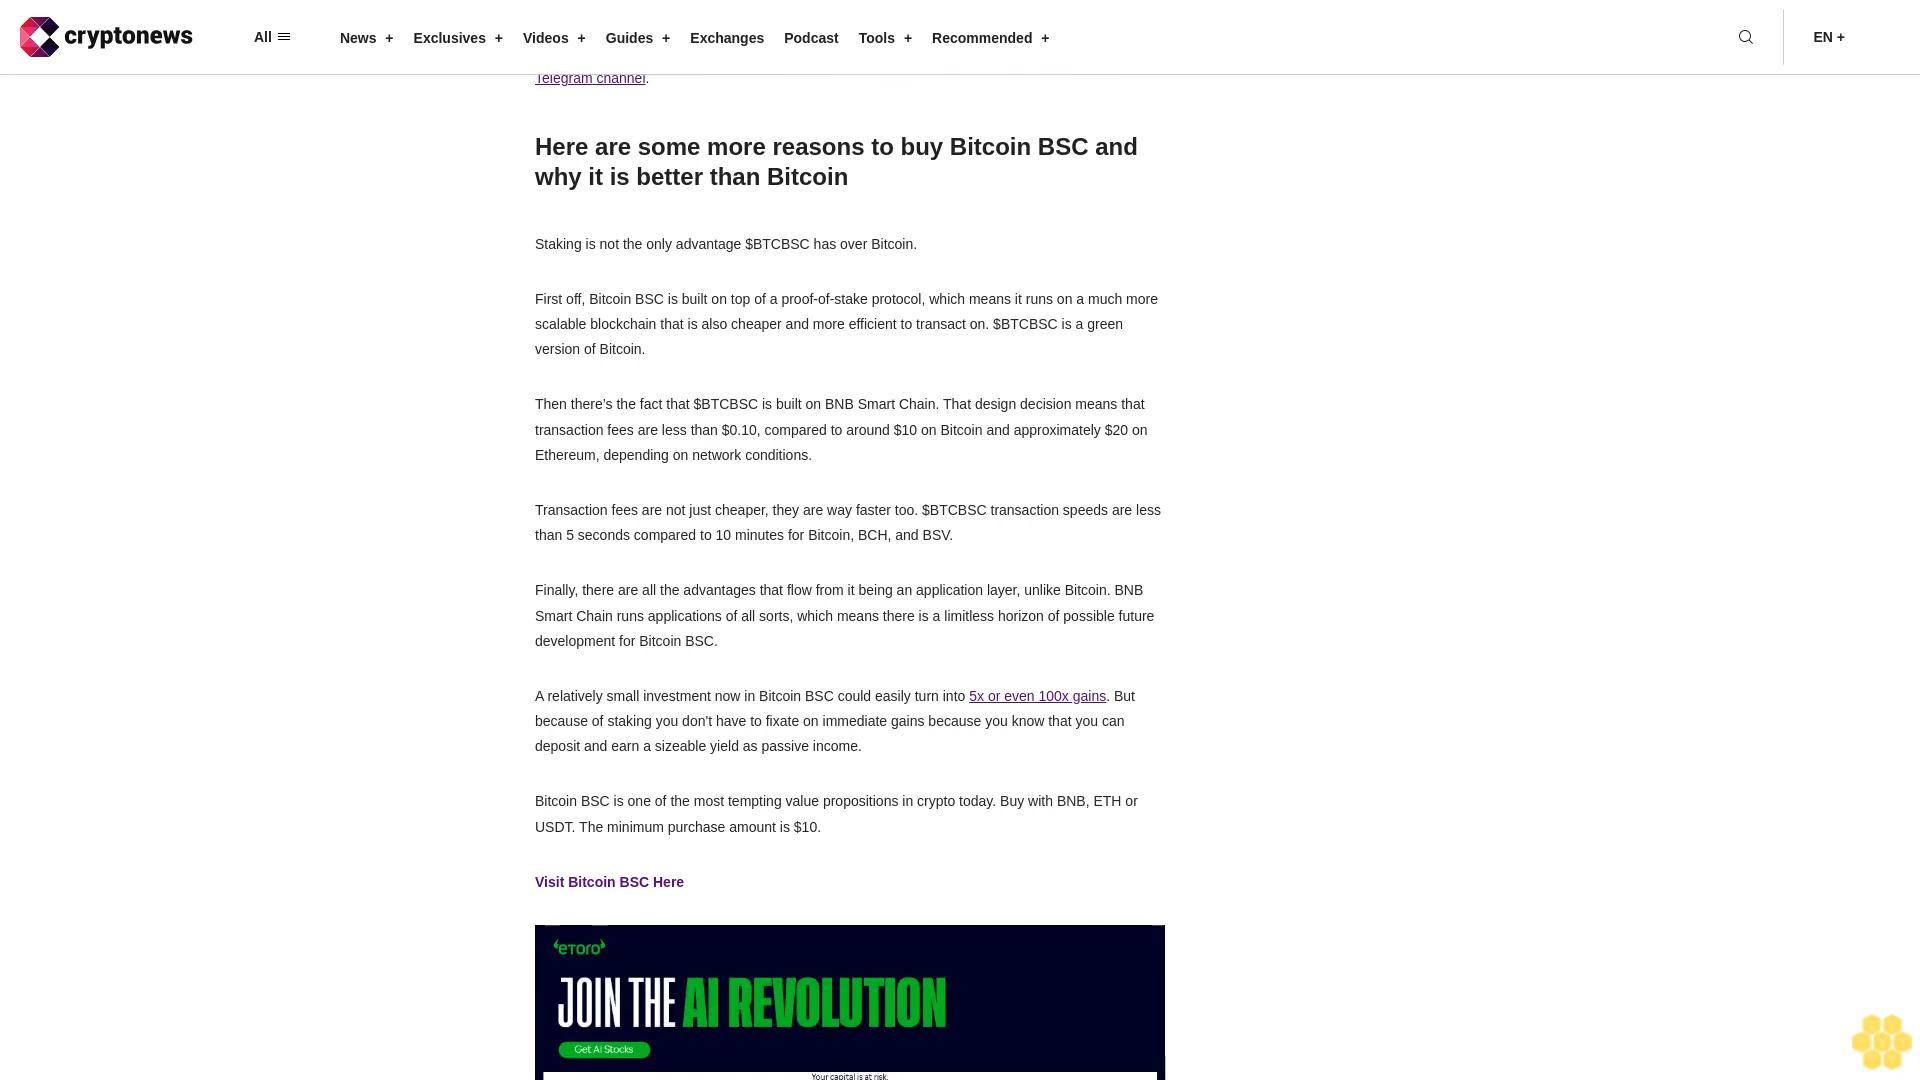 cryptonews
All
News + Exclusives + Videos + Guides + Exchanges Podcast Tools + Recommended +
EN +
Telegram channel.
Here are some more reasons to buy Bitcoin BSC and
why it is better than Bitcoin
Staking is not the only advantage $BTCBSC has over Bitcoin.
First off, Bitcoin BSC is built on top of a proof-of-stake protocol, which means it runs on a much more
scalable blockchain that is also cheaper and more efficient to transact on. $BTCBSC is a green
version of Bitcoin.
Then there’s the fact that $BTCBSC is built on BNB Smart Chain. That design decision means that
transaction fees are less than $0.10, compared to around $10 on Bitcoin and approximately $20 on
Ethereum, depending on network conditions.
Transaction fees are not just cheaper, they are way faster too. $BTCBSC transaction speeds are less
than 5 seconds compared to 10 minutes for Bitcoin, BCH, and BSV.
Finally, there are all the advantages that flow from it being an application layer, unlike Bitcoin. BNB
Smart Chain runs applications of all sorts, which means there is a limitless horizon of possible future
development for Bitcoin BSC.
A relatively small investment now in Bitcoin BSC could easily turn into 5x or even 100x gains. But
because of staking you don't have to fixate on immediate gains because you know that you can
deposit and earn a sizeable yield as passive income.
Bitcoin BSC is one of the most tempting value propositions in crypto today. Buy with BNB, ETH or
USDT. The minimum purchase amount is $10.
Visit Bitcoin BSC Here
eToro
JOIN THE AI REVOLUTION
Get AI Stocks
Your capital is at risk.